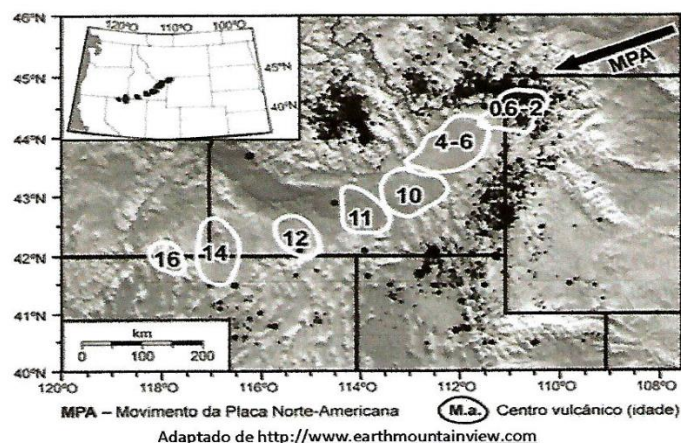 120°O 110°O 100°O
45°N
40°N
46°N
45°N
44°N
43°N
42°N
41°N
40°N
MPA
0.6-2
4-6
10
11
12
14
16
km
0 100 200
120°O 118°O 116°O 114°O 112°O 110°O 108°O
MPA – Movimento da Placa Norte-Americana M.a. Centro vulcânico (idade)
Adaptado de http://www.earthmountainview.com